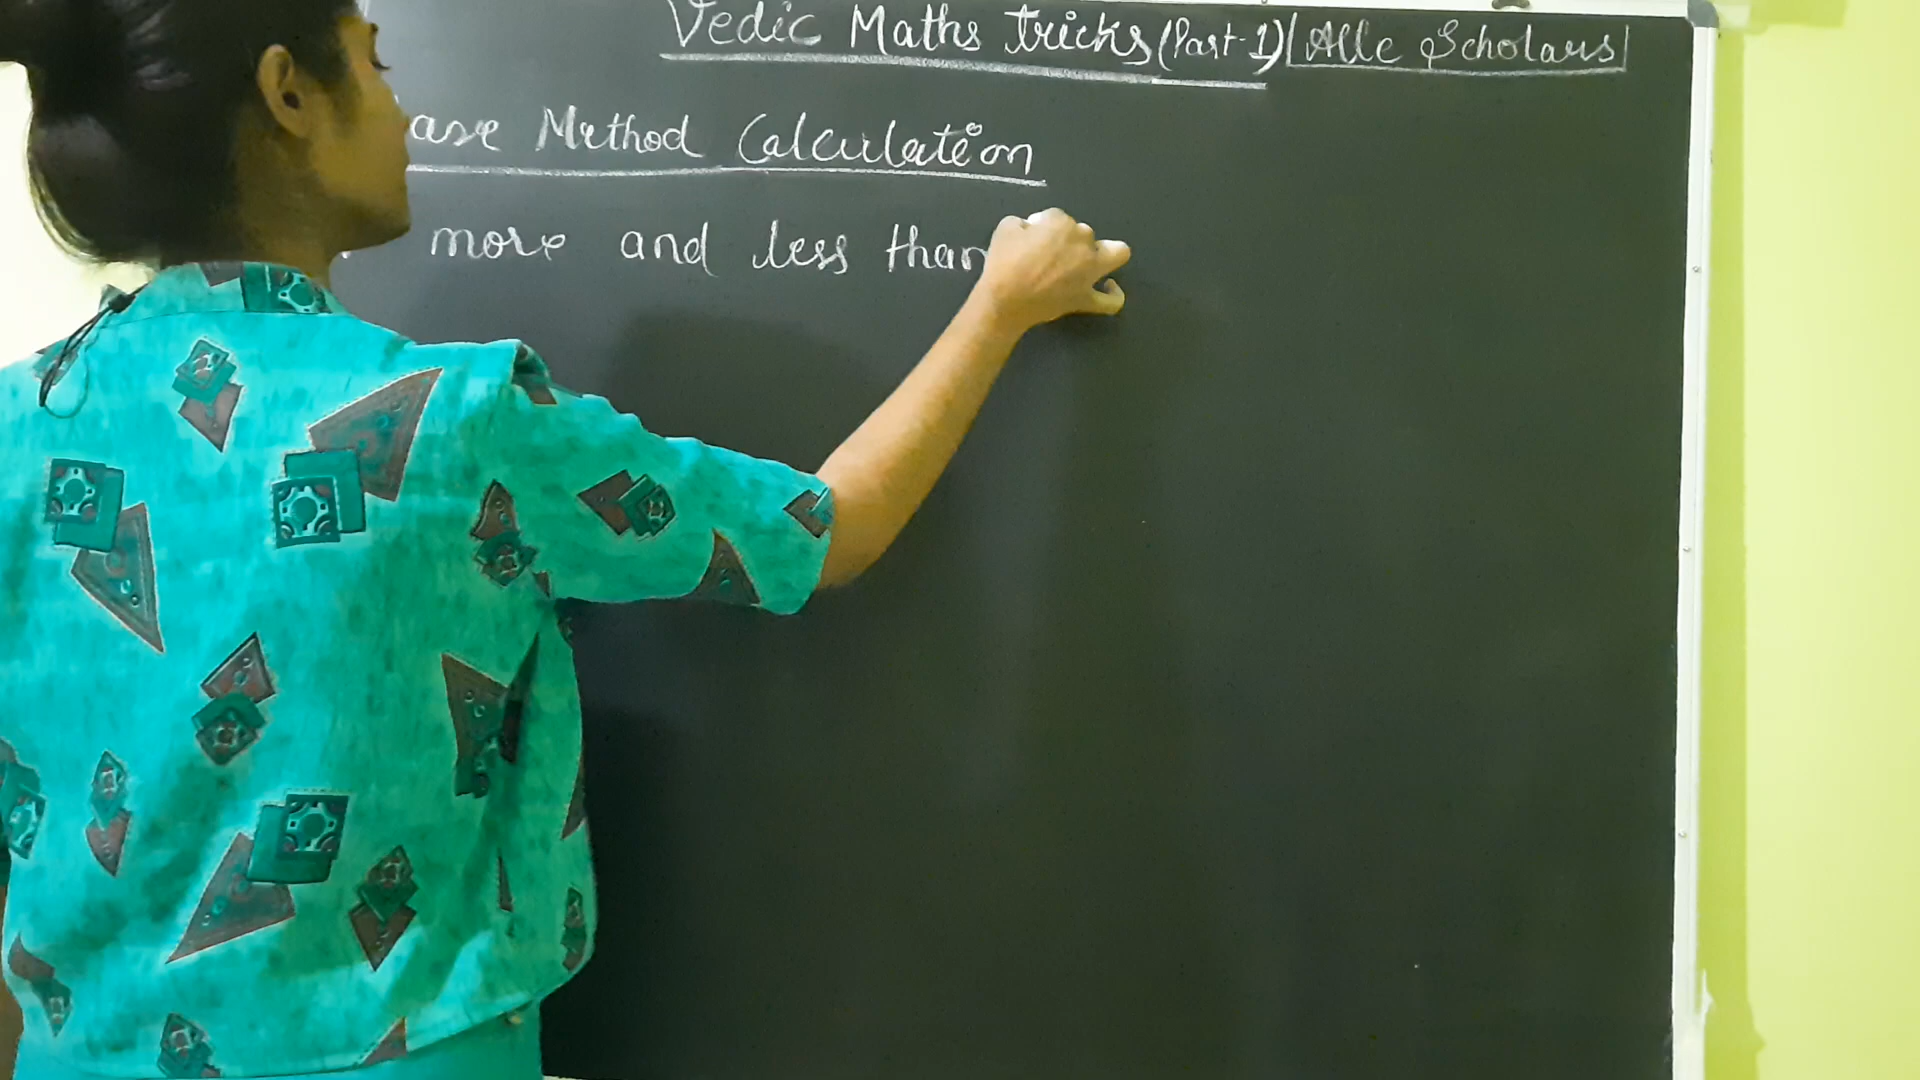 Vedic Maths tricks (Part-1) | Alle Scholars |
ase Method Calculation
more and less than